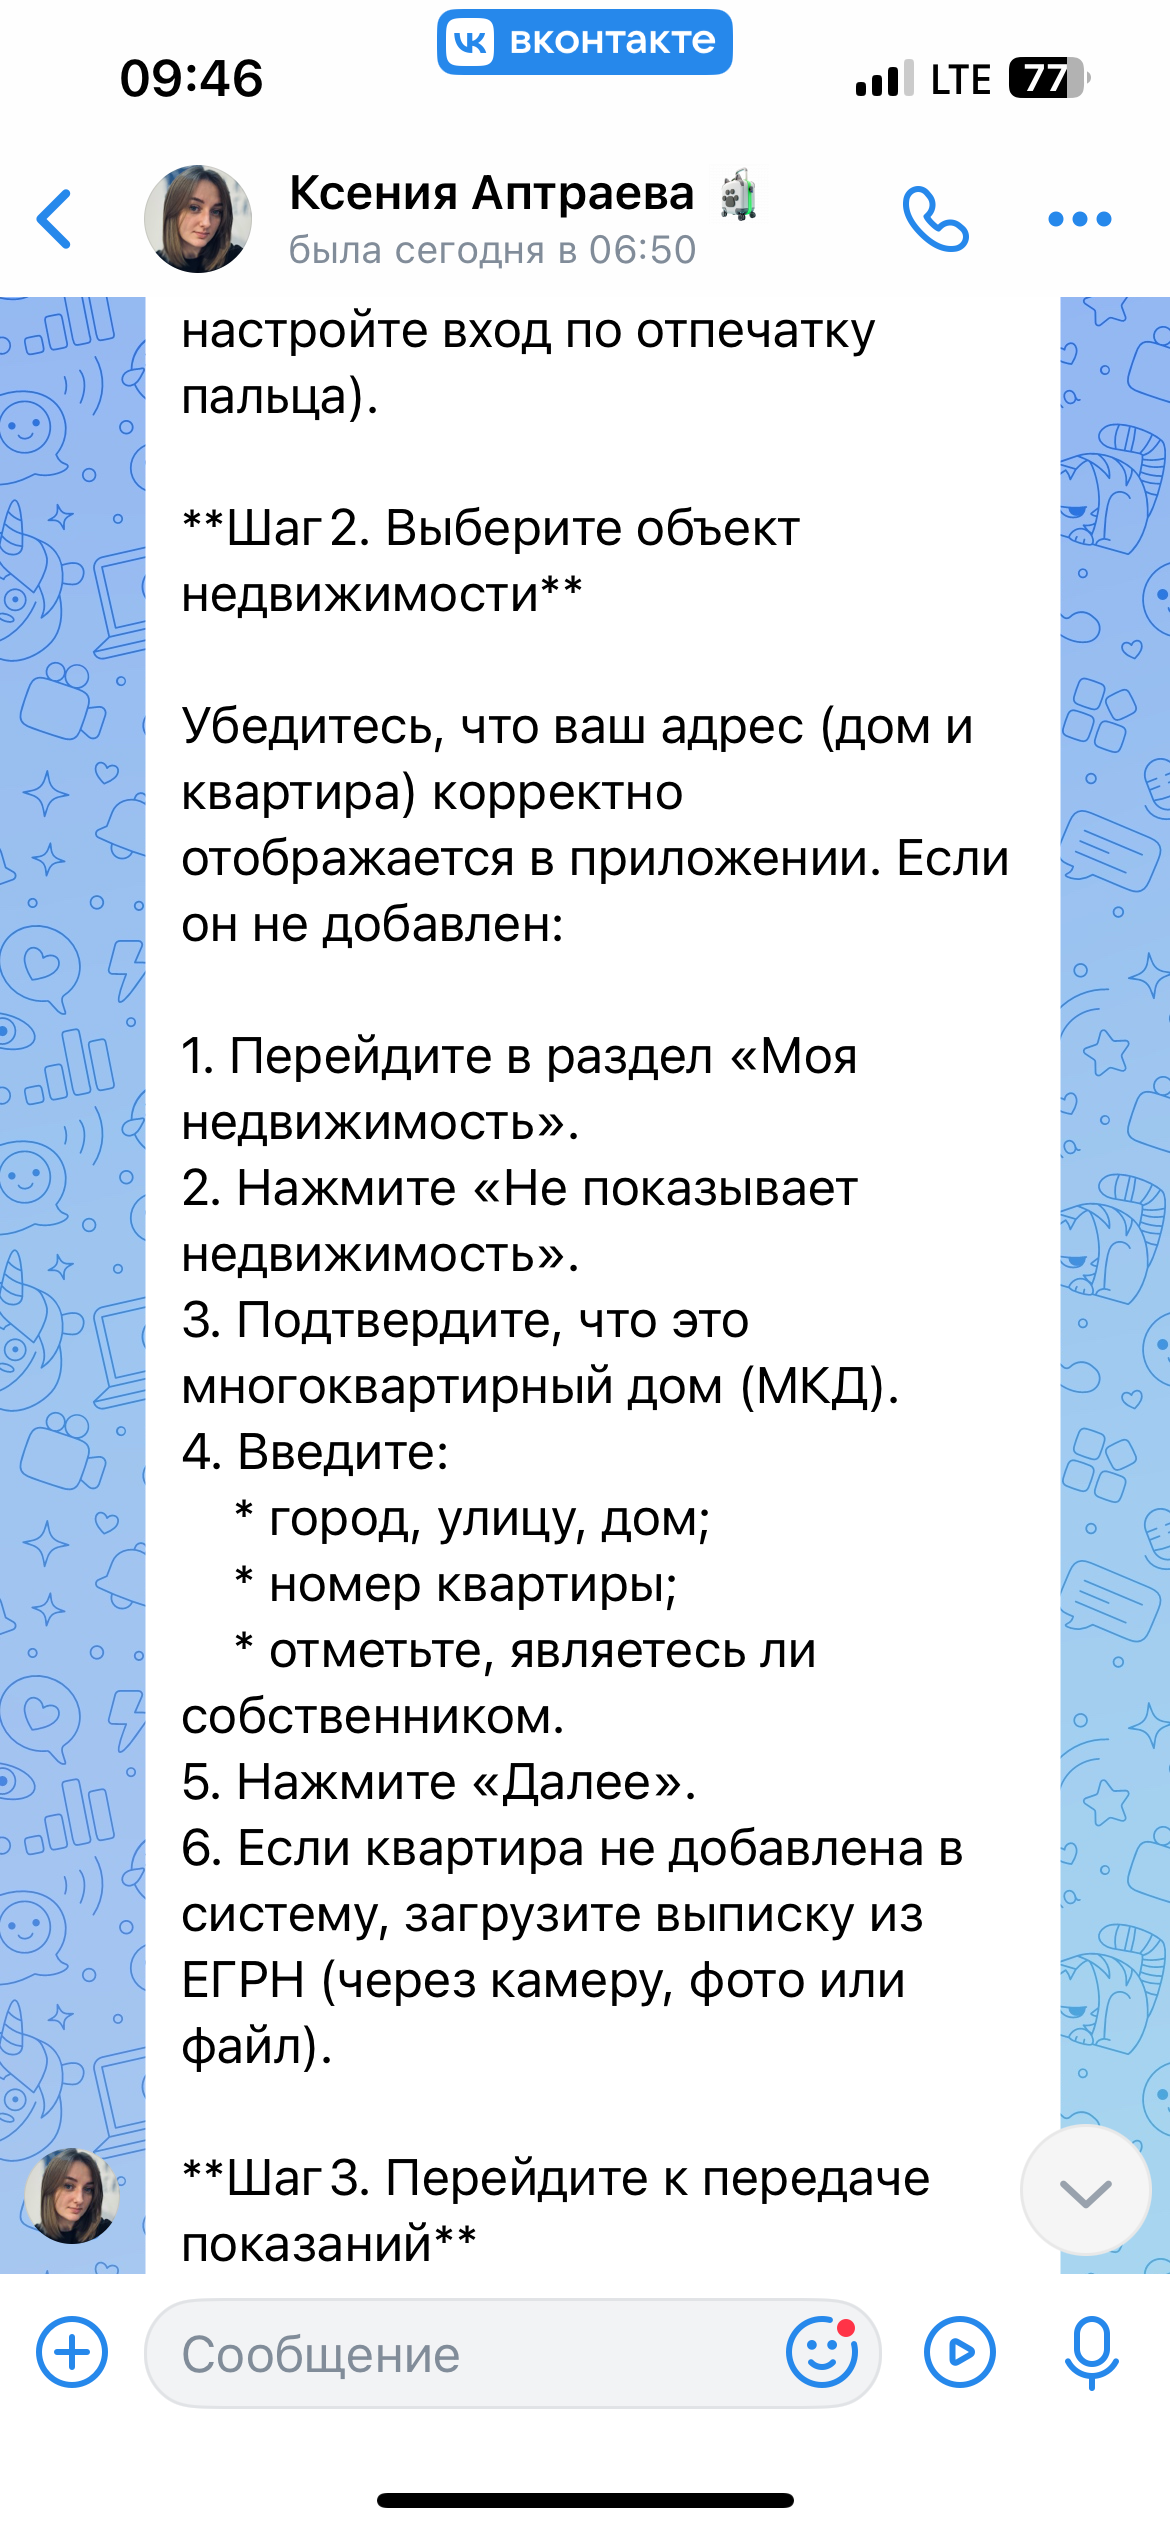 вконтакте
09:46
LTE
77
Ксения Аптраева
была сегодня в 06:50
настройте вход по отпечатку
пальца).
**Шаг 2. Выберите объект
недвижимости**
Убедитесь, что ваш адрес (дом и
квартира) корректно
отображается в приложении. Если
он не добавлен:
1. Перейдите в раздел «Моя
недвижимость».
2. Нажмите «Не показывает
недвижимость».
3. Подтвердите, что это
многоквартирный дом (МКД).
4. Введите:
* город, улицу, дом;
* номер квартиры;
* отметьте, являетесь ли
собственником.
5. Нажмите «Далее».
6. Если квартира не добавлена в
систему, загрузите выписку из
ЕГРН (через камеру, фото или
файл).
**Шаг 3. Перейдите к передаче
показаний**
Сообщение